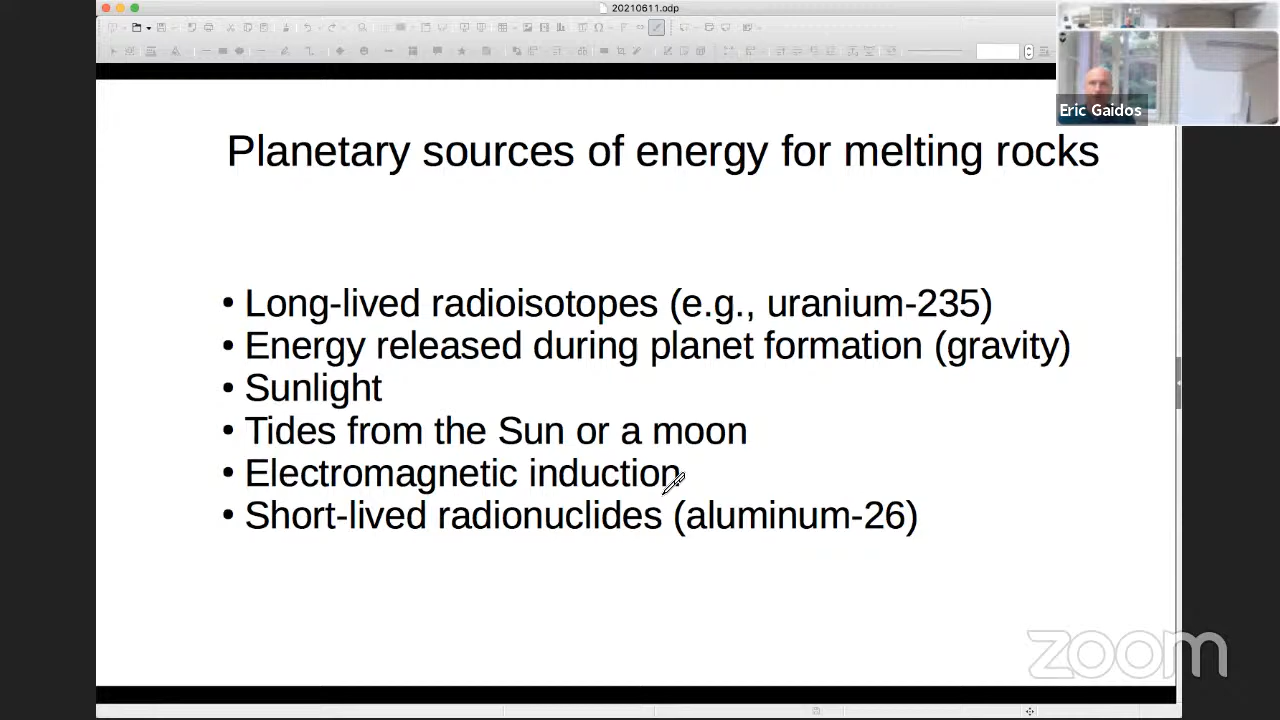 20210611.odp
Eric Gaidos
Planetary sources of energy for melting rocks
• Long-lived radioisotopes (e.g., uranium-235)
• Energy released during planet formation (gravity)
• Sunlight
• Tides from the Sun or a moon
• Electromagnetic induction
• Short-lived radionuclides (aluminum-26)
zoom